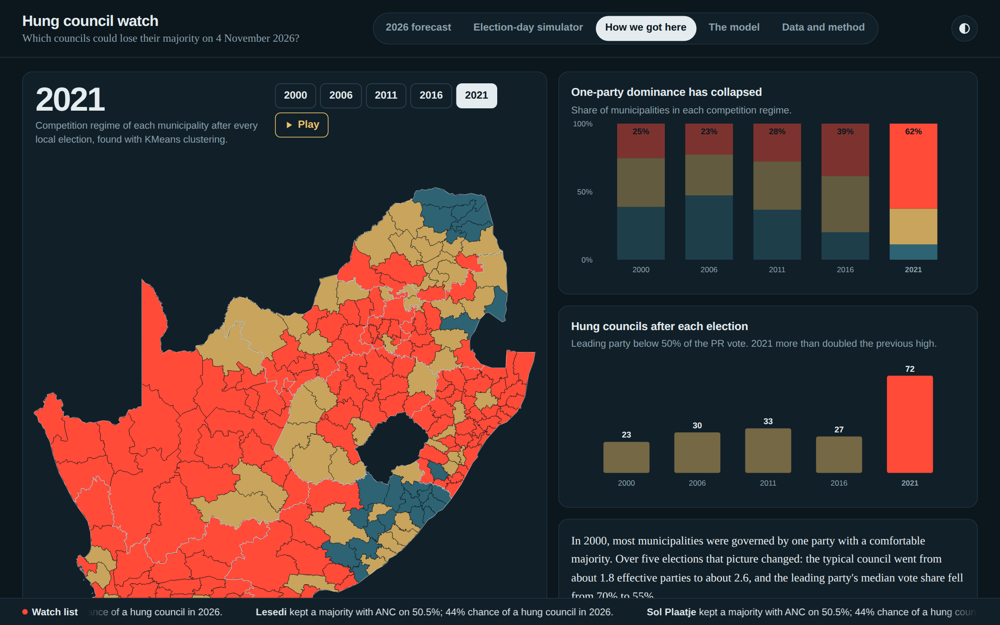 Hung council watch
Which councils could lose their majority on 4 November 2026?
2026 forecast
Election-day simulator
How we got here
The model
Data and method
2021
Competition regime of each municipality after every
local election, found with KMeans clustering.
2000
2006
2011
2016
2021
Play
One-party dominance has collapsed
Share of municipalities in each competition regime.
100%
50%
0%
25%
23%
28%
39%
62%
2000
2006
2011
2016
2021
Hung councils after each election
Leading party below 50% of the PR vote. 2021 more than doubled the previous high.
23
30
33
27
72
2000
2006
2011
2016
2021
In 2000, most municipalities were governed by one party with a comfortable
majority. Over five elections that picture changed: the typical council went from
about 1.8 effective parties to about 2.6, and the leading party's median vote share fell
from 70% to 55%
Watch list
ance of a hung council in 2026.
Lesedi kept a majority with ANC on 50.5%; 44% chance of a hung council in 2026.
Sol Plaatje kept a majority with ANC on 50.5%; 44% chance of a hung coun